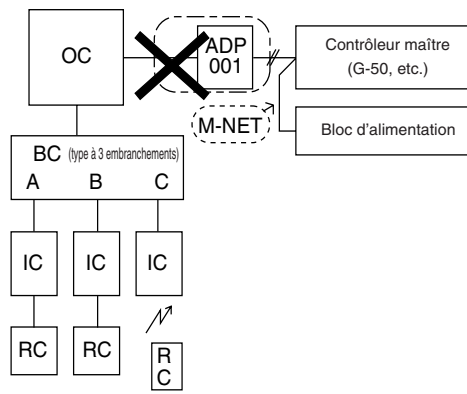 OC
ADP
001
Contrôleur maître
(G-50, etc.)
M-NET
Bloc d'alimentation
BC (type à 3 embranchements)
A B C
IC IC IC
RC RC R
C